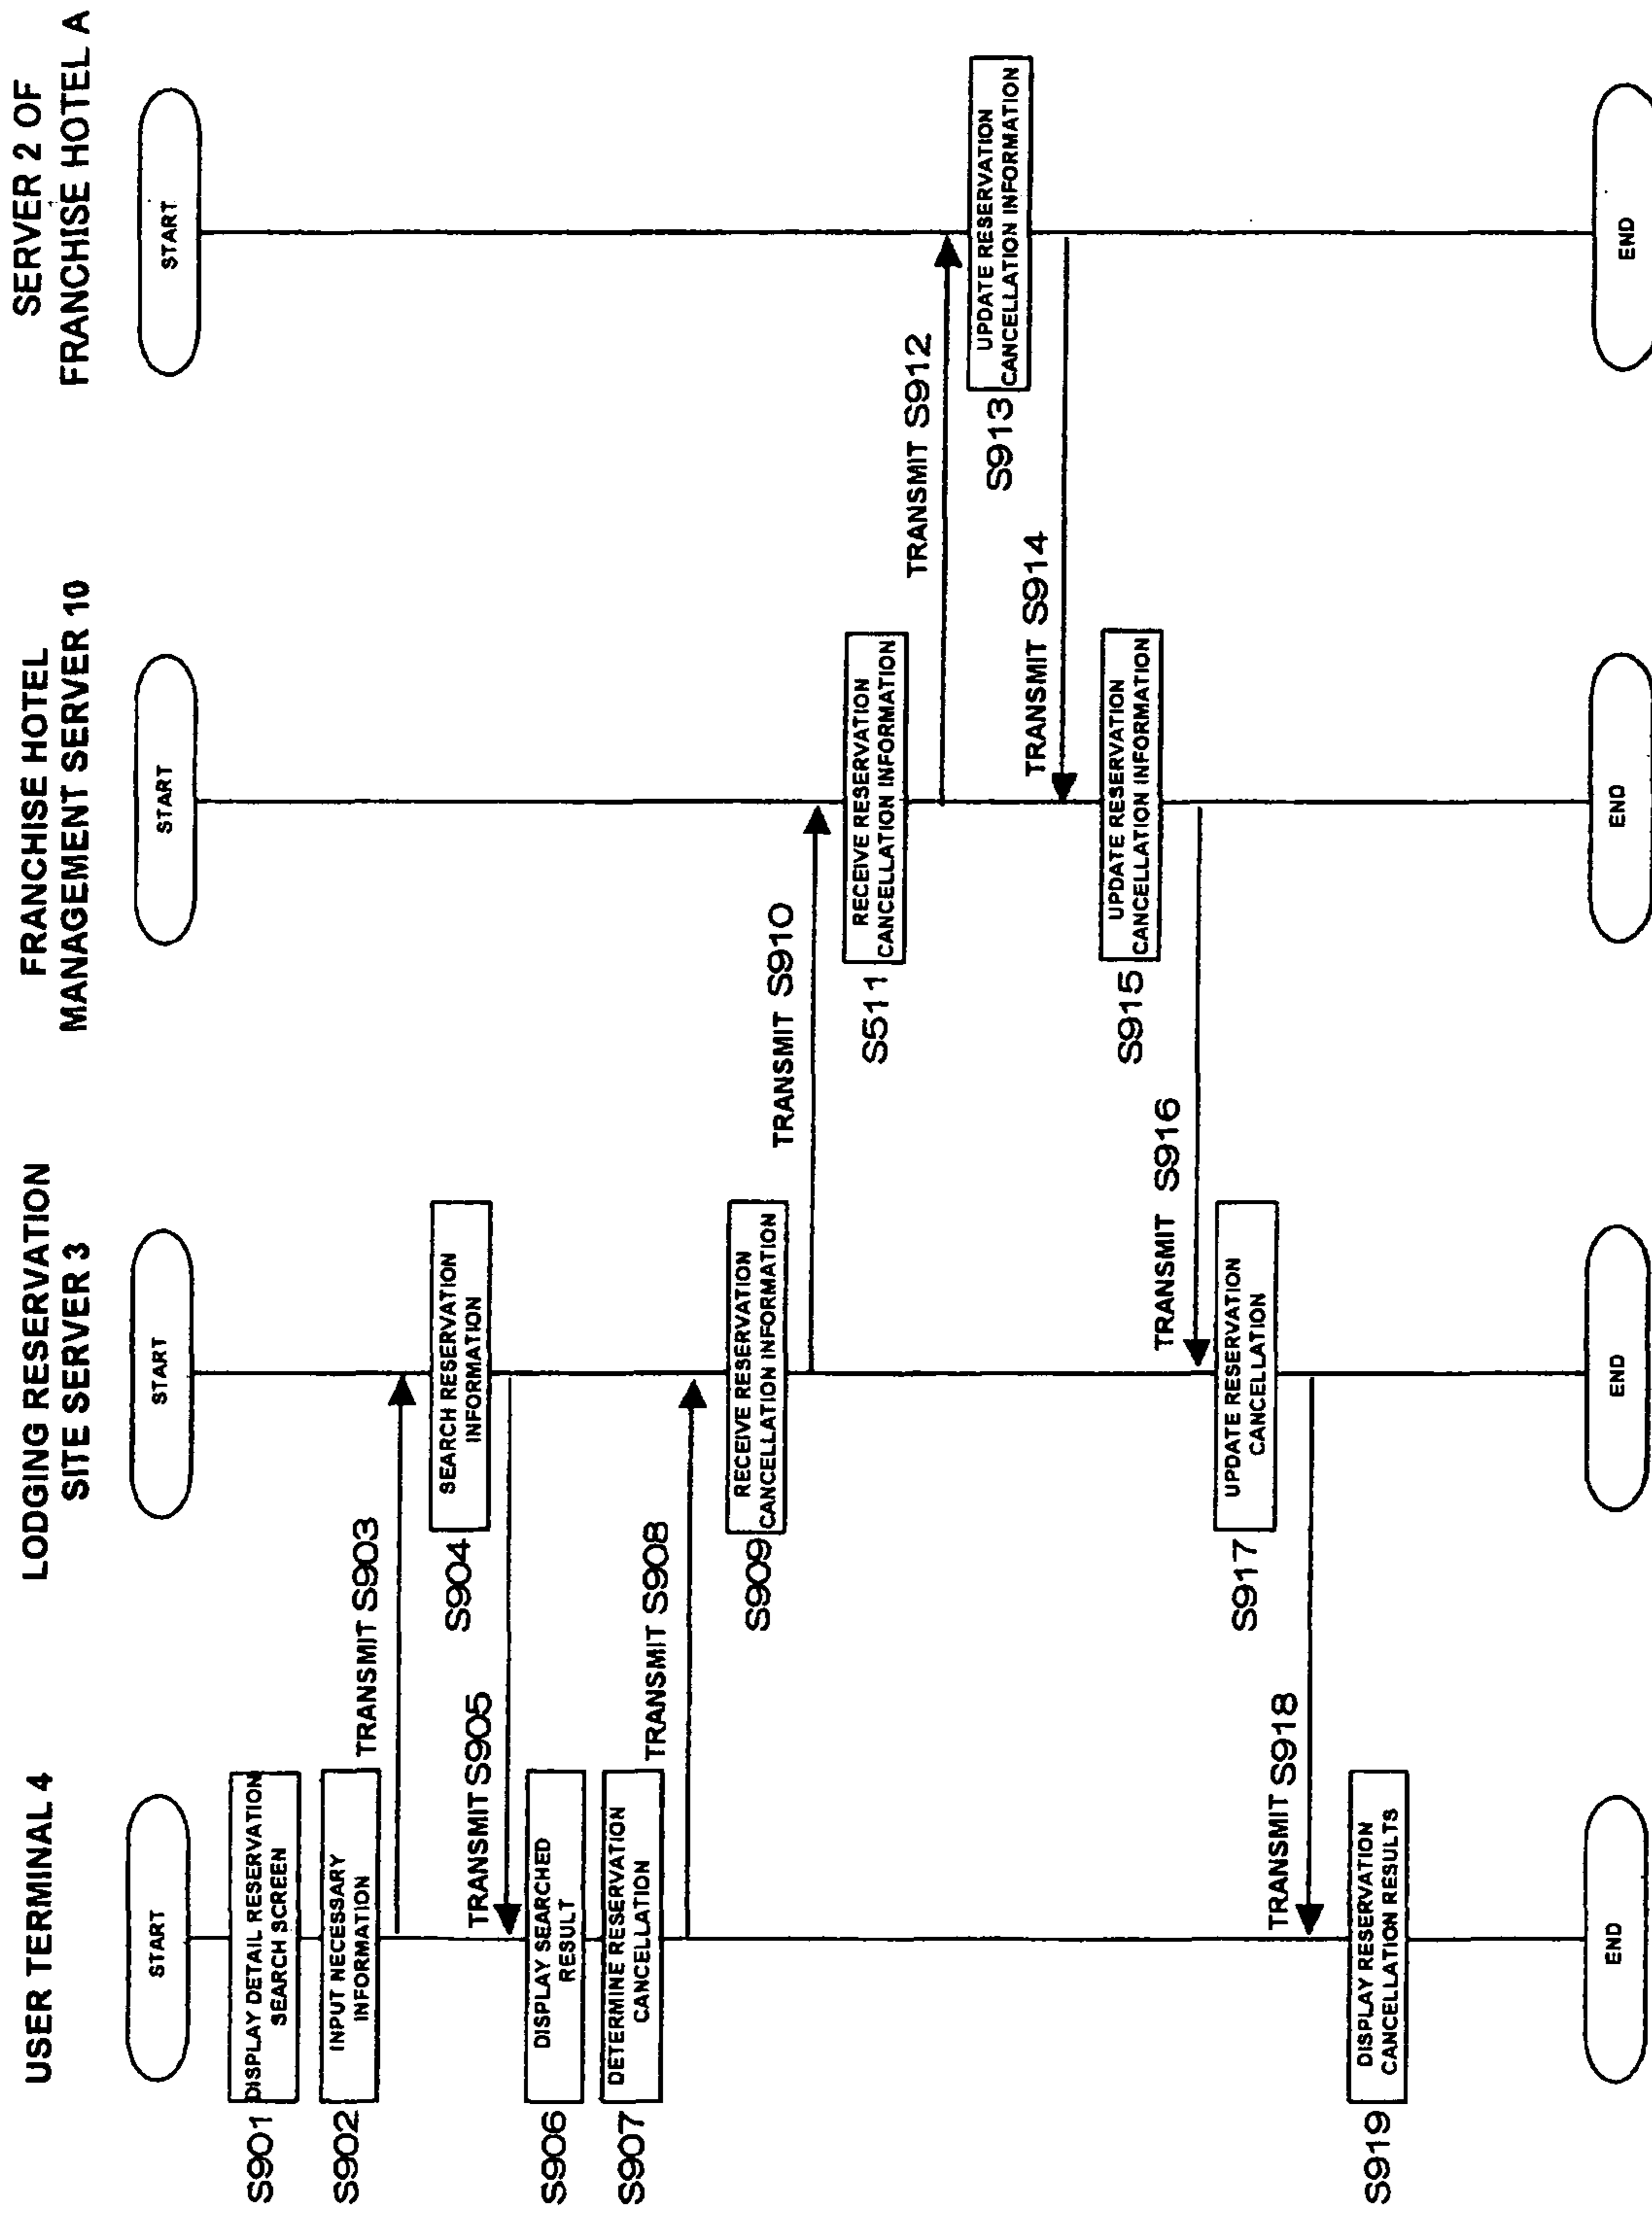 USER TERMINAL 4
LODGING RESERVATION
SITE SERVER 3
FRANCHISE HOTEL
MANAGEMENT SERVER 10
SERVER 2 OF
FRANCHISE HOTEL A
START
START
START
START
S901
DISPLAY DETAIL RESERVATION
SEARCH SCREEN
S902
INPUT NECESSARY
INFORMATION
TRANSMIT S903
S904
SEARCH RESERVATION
INFORMATION
TRANSMIT S905
S906
DISPLAY SEARCHED
RESULT
S907
DETERMINE RESERVATION
CANCELLATION
TRANSMIT S908
S909
RECEIVE RESERVATION
CANCELLATION INFORMATION
TRANSMIT S910
S511
RECEIVE RESERVATION
CANCELLATION INFORMATION
TRANSMIT S912
S913
UPDATE RESERVATION
CANCELLATION INFORMATION
TRANSMIT S914
S915
UPDATE RESERVATION
CANCELLATION INFORMATION
TRANSMIT S916
S917
UPDATE RESERVATION
CANCELLATION
TRANSMIT S918
S919
DISPLAY RESERVATION
CANCELLATION RESULTS
END
END
END
END